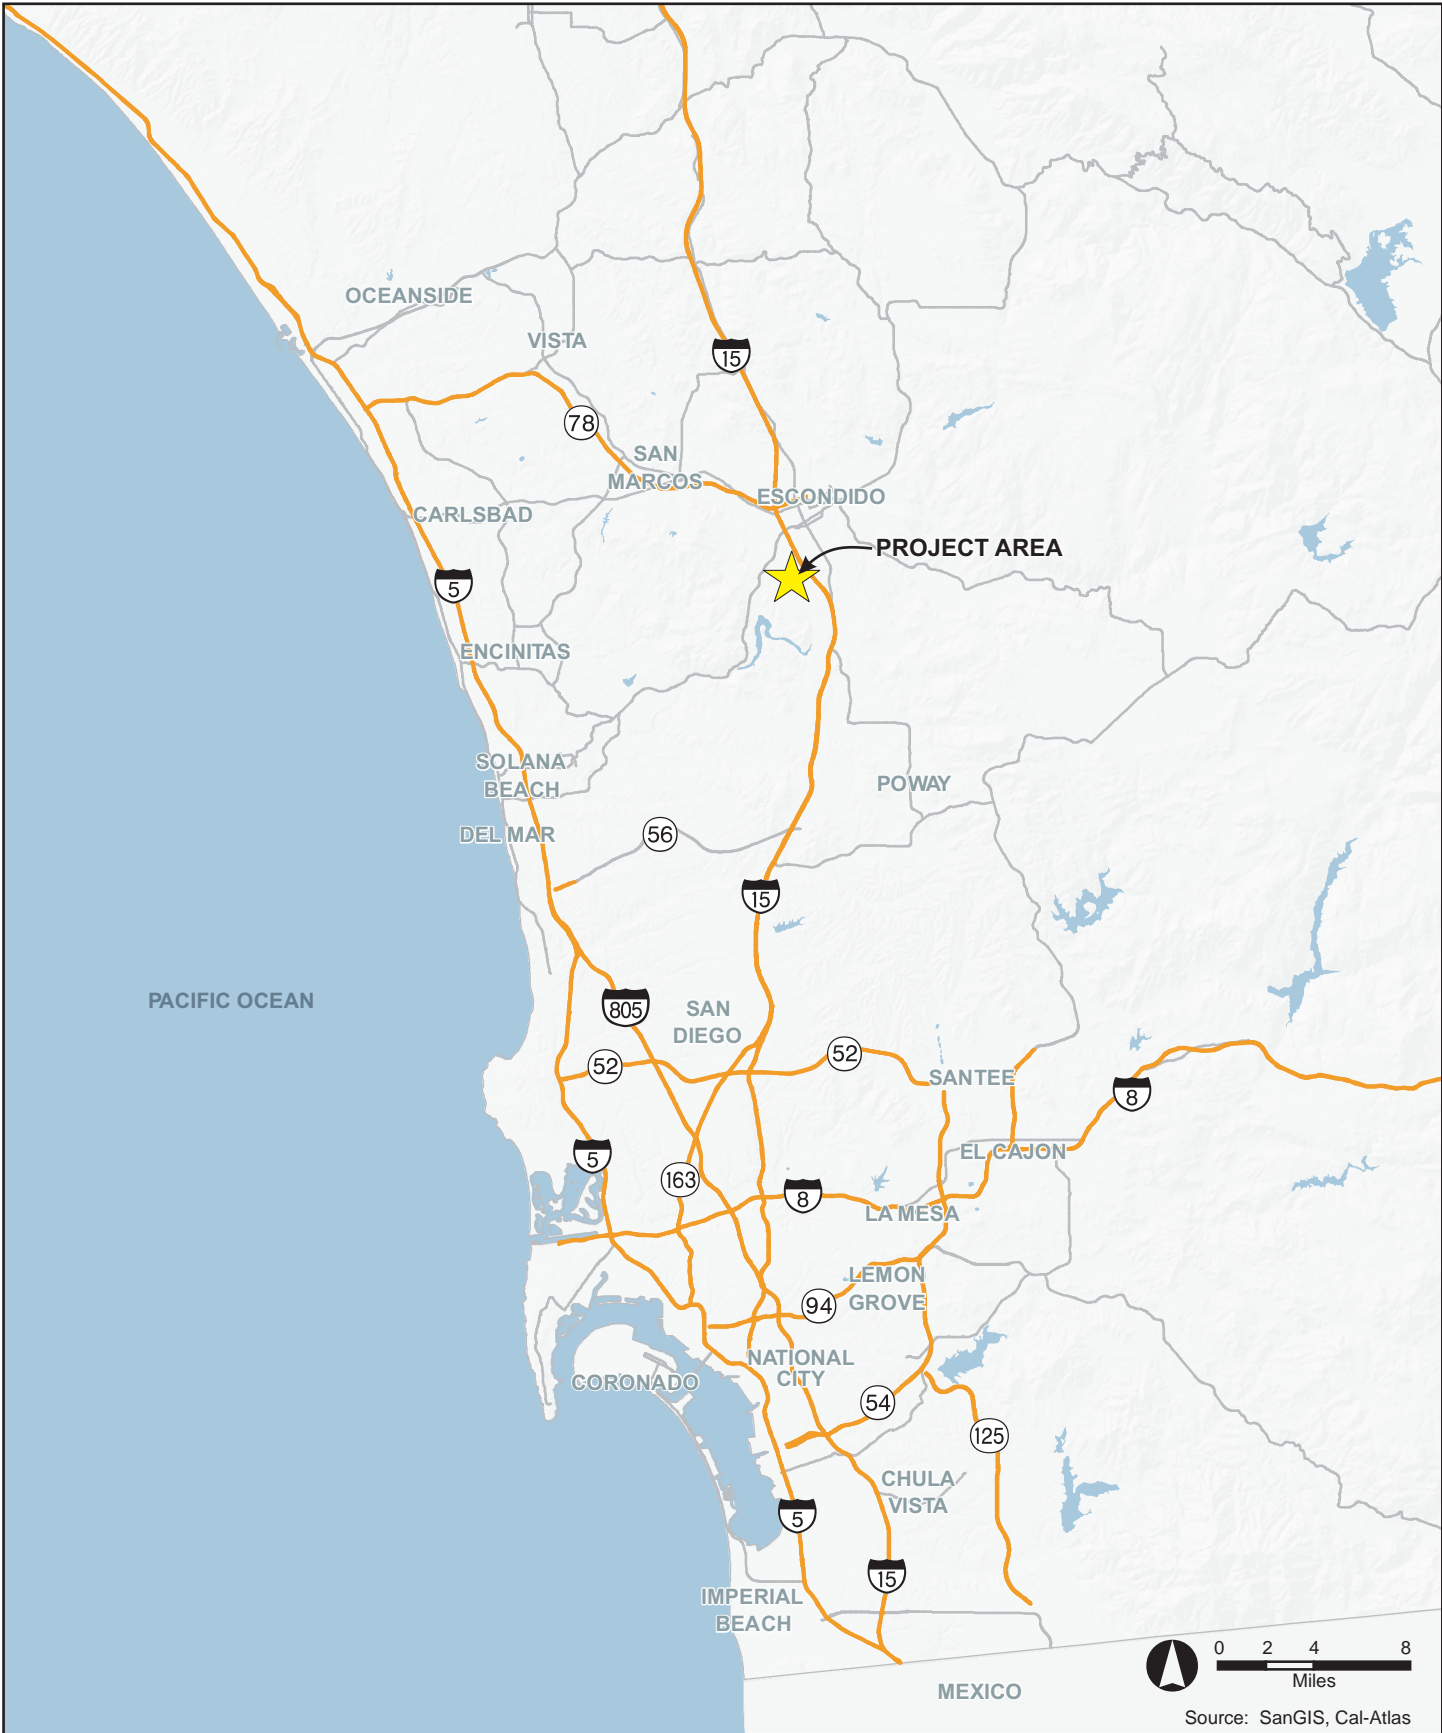 OCEANSIDE
VISTA
15
78
SAN
MARCOS
ESCONDIDO
CARLSBAD
PROJECT AREA
5
ENCINITAS
SOLANA
BEACH
POWAY
DEL MAR
56
15
PACIFIC OCEAN
805
SAN
DIEGO
52
52
SANTEE
8
5
EL CAJON
163
8
LA MESA
LEMON
GROVE
94
NATIONAL
CITY
CORONADO
54
125
CHULA
VISTA
5
15
IMPERIAL
BEACH
0 2 4 8
Miles
MEXICO
Source: SanGIS, Cal-Atlas